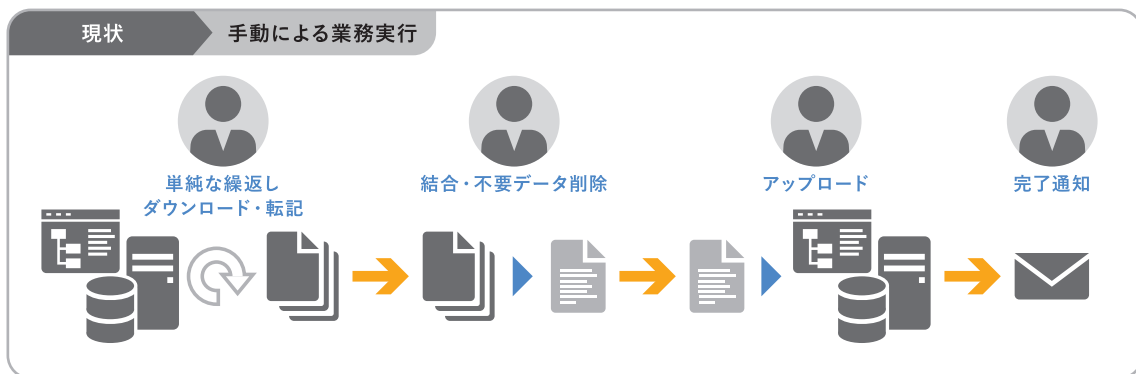 現状
手動による業務実行
単純な繰返し
ダウンロード・転記
結合・不要データ削除
アップロード
完了通知